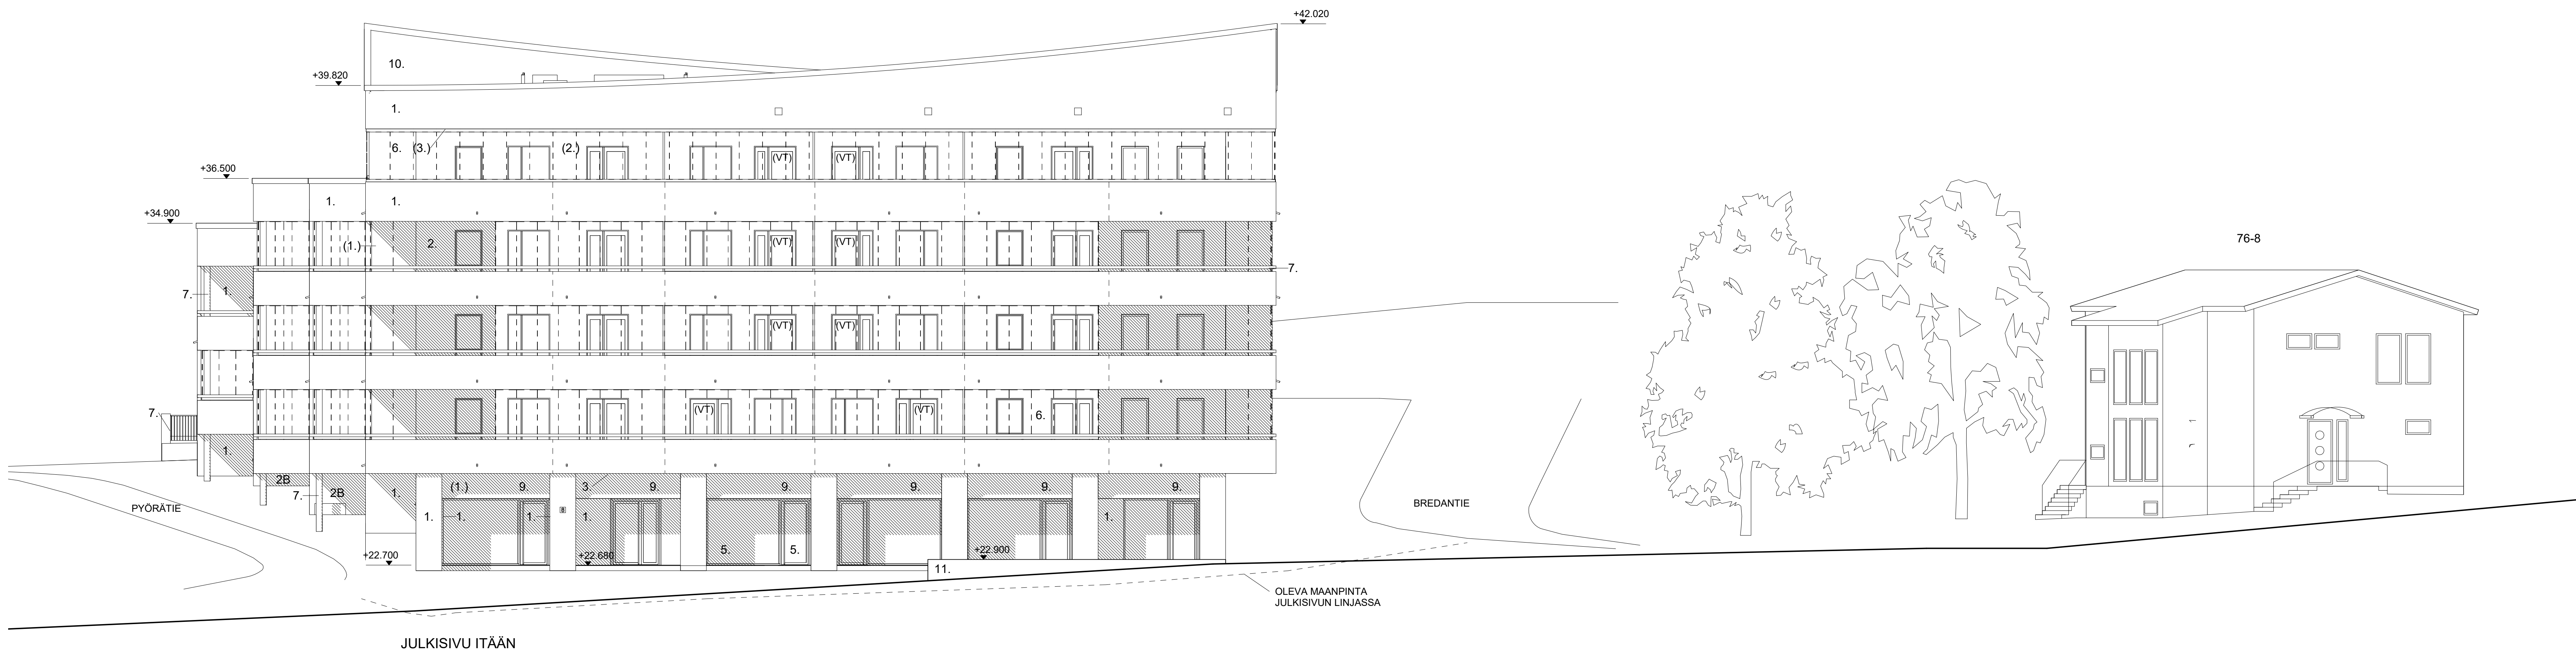 +42.020
10.
+39.820
1.
6. (3.) (2.) (VT) (VT)
+36.500
1. 1.
+34.900
(1.) 2. (VT) (VT)
76-8
7.
7. 1.
(VT) (VT)
7. (VT) (VT) 6.
1.
2B
7. 2B 1. (1.) 9. 3. 9. 9. 9. 9. 9.
PYÖRÄTIE
BREDANTIE
1. 1. 1. 1. 1.
+22.700 +22.680 5. 5. +22.900
11.
OLEVA MAANPINTA
JULKISIVUN LINJASSA
JULKISIVU ITÄÄN